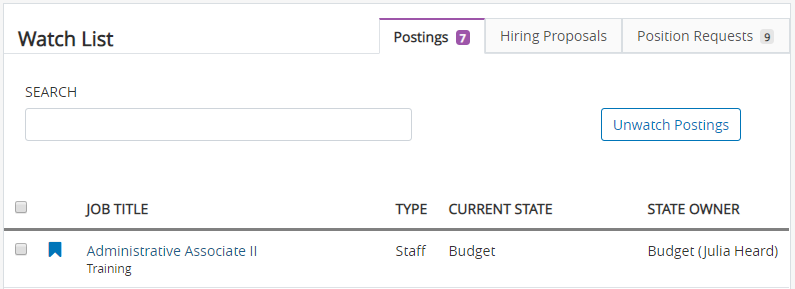 Watch List
Postings 7
Hiring Proposals
Position Requests 9
SEARCH
Unwatch Postings
JOB TITLE TYPE CURRENT STATE STATE OWNER
Administrative Associate II Staff Budget Budget (Julia Heard)
Training